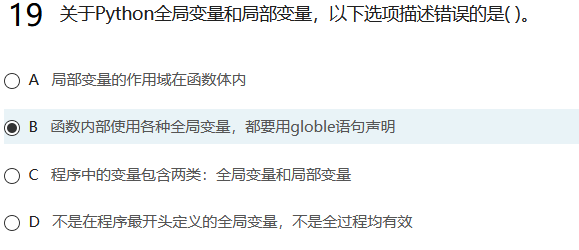 19 关于Python全局变量和局部变量，以下选项描述错误的是( )。
A 局部变量的作用域在函数体内
B 函数内部使用各种全局变量，都要用globle语句声明
C 程序中的变量包含两类：全局变量和局部变量
D 不是在程序最开头定义的全局变量，不是全过程均有效